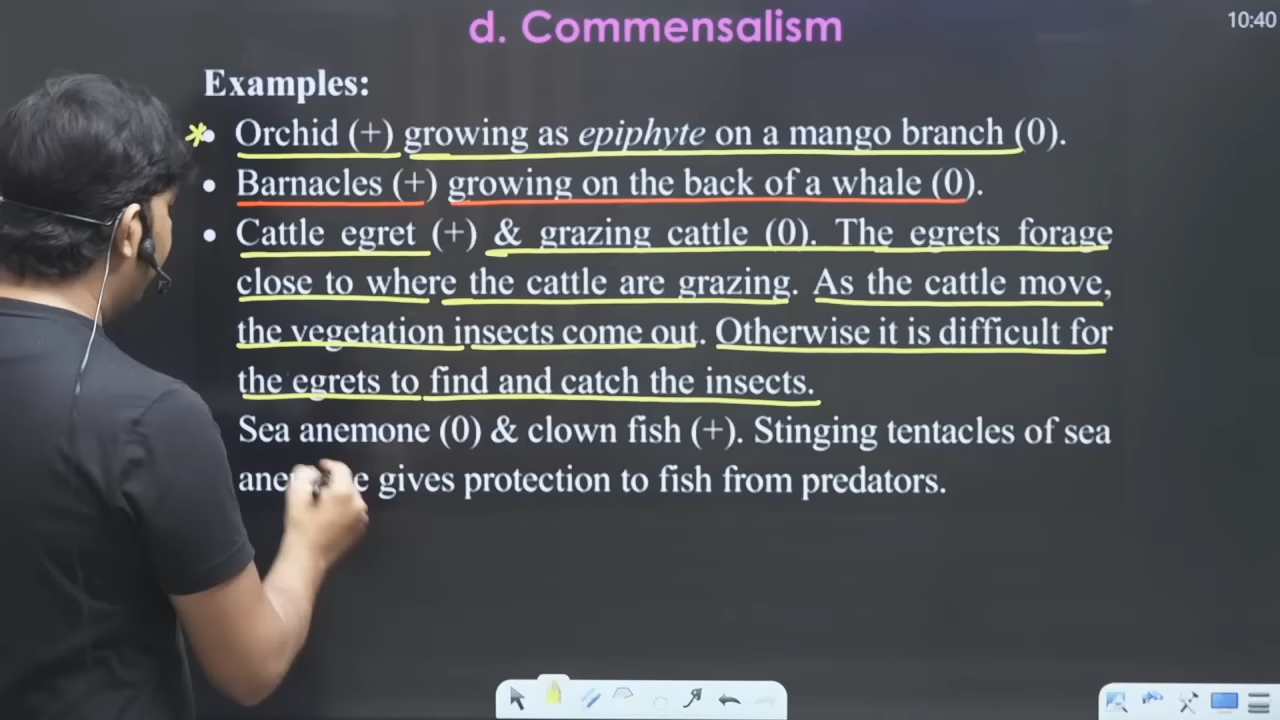 d. Commensalism
10:40
Examples:
• Orchid (+) growing as epiphyte on a mango branch (0).
• Barnacles (+) growing on the back of a whale (0).
• Cattle egret (+) & grazing cattle (0). The egrets forage
close to where the cattle are grazing. As the cattle move,
the vegetation insects come out. Otherwise it is difficult for
the egrets to find and catch the insects.
Sea anemone (0) & clown fish (+). Stinging tentacles of sea
gives protection to fish from predators.